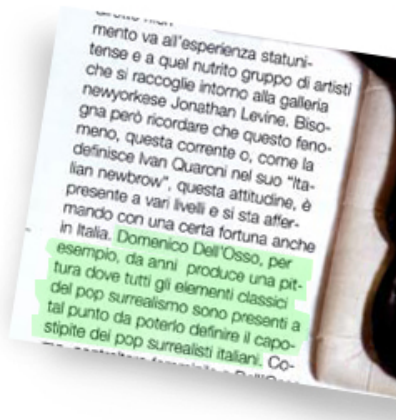 mento va all'esperienza statuni-
tense e a quel nutrito gruppo di artisti
che si raccoglie intorno alla galleria
newyorkese Jonathan Levine. Biso-
gna però ricordare che questo feno-
meno, questa corrente o, come la
definisce Ivan Quaroni nel suo "Ita-
lian newbrow", questa attitudine, è
presente a vari livelli e si sta affer-
mando con una certa fortuna anche
in Italia. Domenico Dell'Osso, per
esempio, da anni produce una pit-
tura dove tutti gli elementi classici
del pop surrealismo sono presenti a
tal punto da poterlo definire il capo-
stipite dei pop surrealisti italiani. Co-